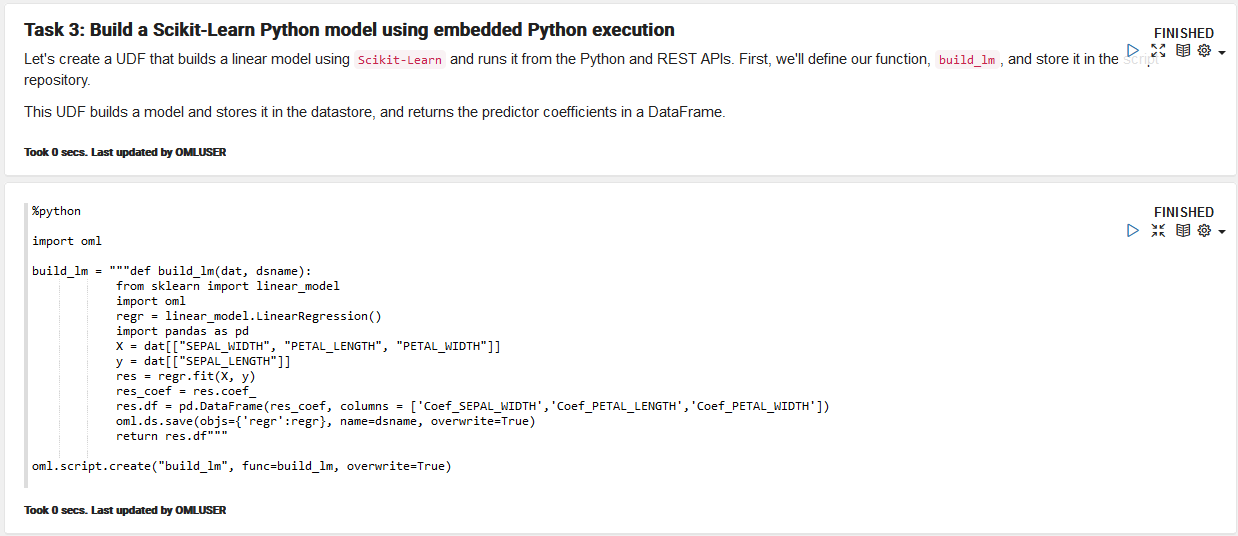 Task 3: Build a Scikit-Learn Python model using embedded Python execution
FINISHED
Let's create a UDF that builds a linear model using Scikit-Learn and runs it from the Python and REST APIs. First, we'll define our function, build_lm , and store it in the script
repository.
This UDF builds a model and stores it in the datastore, and returns the predictor coefficients in a DataFrame.
Took 0 secs. Last updated by OMLUSER
FINISHED
%python
import oml
build_lm = """def build_lm(dat, dsname):
from sklearn import linear_model
import oml
regr = linear_model.LinearRegression()
import pandas as pd
X = dat[["SEPAL_WIDTH", "PETAL_LENGTH", "PETAL_WIDTH"]]
y = dat[["SEPAL_LENGTH"]]
res = regr.fit(X, y)
res_coef = res.coef_
res.df = pd.DataFrame(res_coef, columns = ['Coef_SEPAL_WIDTH','Coef_PETAL_LENGTH','Coef_PETAL_WIDTH'])
oml.ds.save(objs={'regr':regr}, name=dsname, overwrite=True)
return res.df"""
oml.script.create("build_lm", func=build_lm, overwrite=True)
Took 0 secs. Last updated by OMLUSER